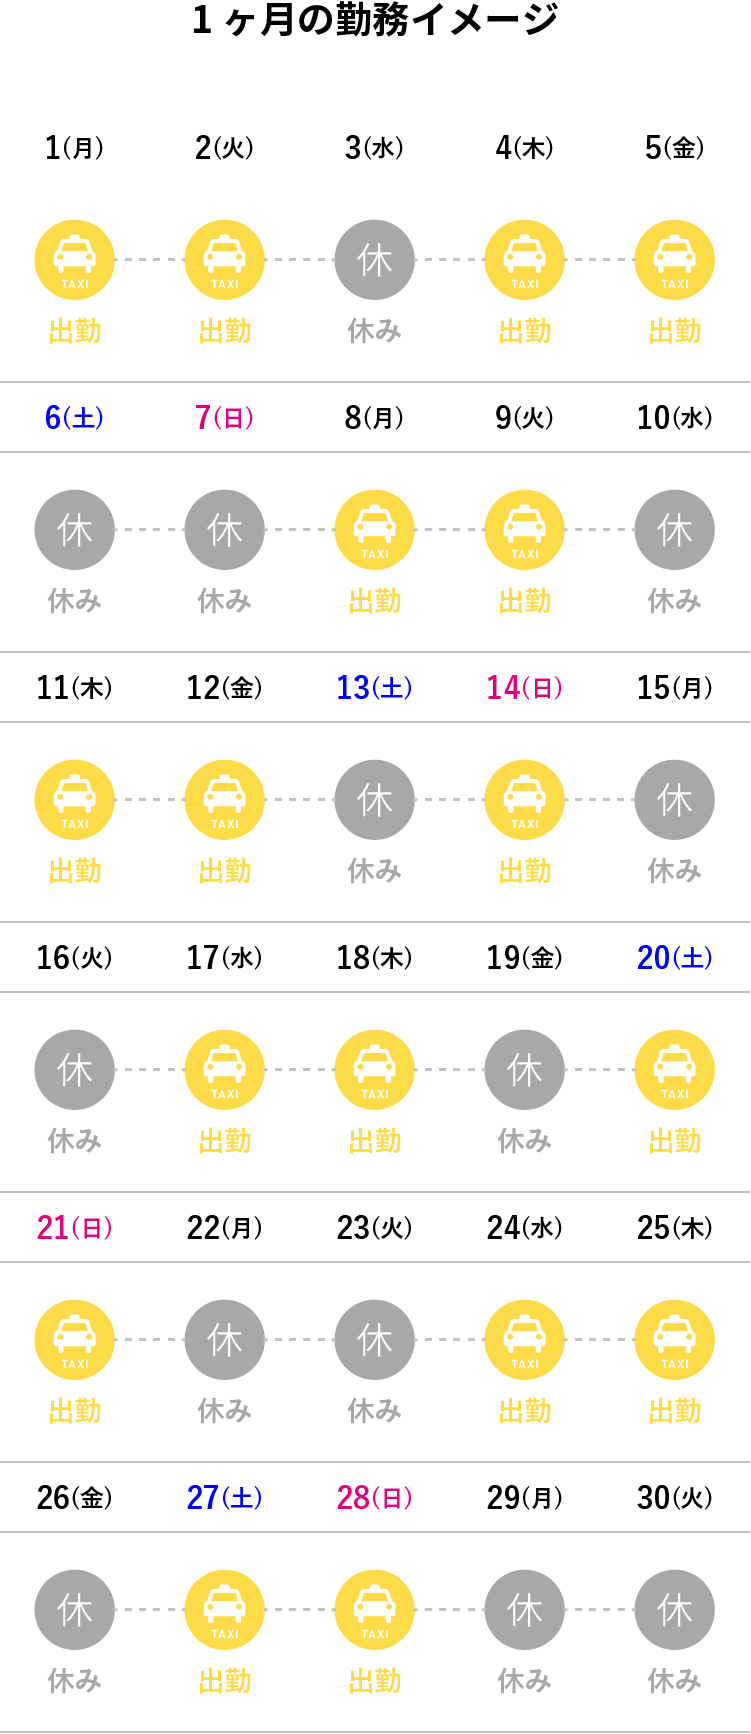 1ヶ月の勤務イメージ
1(月) 2(火) 3(水) 4(木) 5(金)
TAXI TAXI 休 TAXI TAXI
出勤 出勤 休み 出勤 出勤
6(土) 7(日) 8(月) 9(火) 10(水)
休 休 TAXI TAXI 休
休み 休み 出勤 出勤 休み
11(木) 12(金) 13(土) 14(日) 15(月)
TAXI TAXI 休 TAXI 休
出勤 出勤 休み 出勤 休み
16(火) 17(水) 18(木) 19(金) 20(土)
休 TAXI TAXI 休 TAXI
休み 出勤 出勤 休み 出勤
21(日) 22(月) 23(火) 24(水) 25(木)
TAXI 休 休 TAXI TAXI
出勤 休み 休み 出勤 出勤
26(金) 27(土) 28(日) 29(月) 30(火)
休 TAXI TAXI 休 休
休み 出勤 出勤 休み 休み